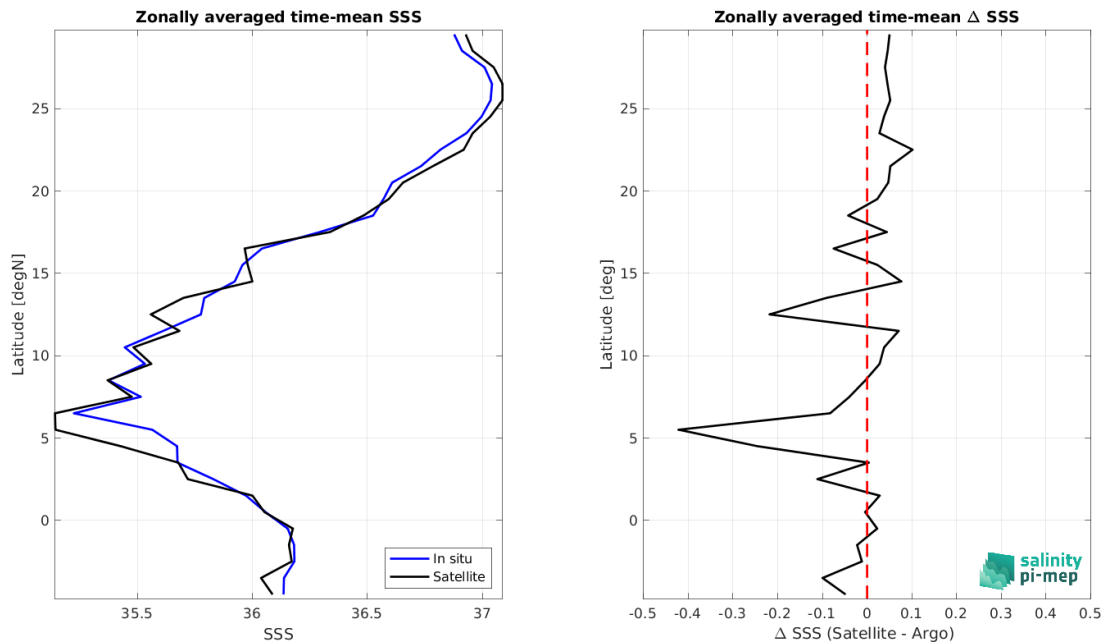 Zonally averaged time-mean SSS
Latitude [degN]
25
20
15
10
5
0
35.5
36
36.5
37
SSS
In situ
Satellite
Zonally averaged time-mean Δ SSS
Latitude [deg]
25
20
15
10
5
0
-0.5
-0.4
-0.3
-0.2
-0.1
0
0.1
0.2
0.3
0.4
0.5
Δ SSS (Satellite - Argo)
salinity
pi-mep